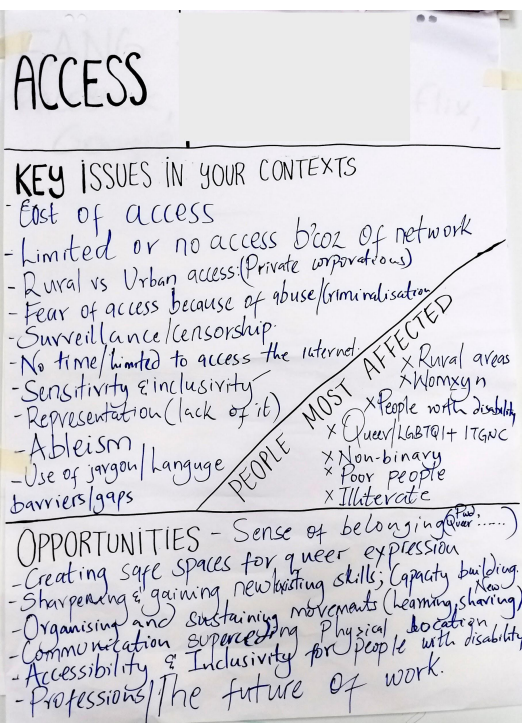 ACCESS
KEY ISSUES IN YOUR CONTEXTS
- Cost of access
- Limited or no access b'coz of network
- Rural vs Urban access: (Private corporations)
- Fear of access because of abuse/Criminalisation
- Surveillance/censorship.
- No time/limited to access the internet.
- Sensitivity & inclusivity
- Representation (lack of it)
- Ableism
- Use of jargon/Languge
barriers/gaps
PEOPLE MOST AFFECTED
x Rural areas
x Womxyn
x People with disability
x Queer/LGBTQI+ ITGNC
x Non-binary
x Poor people
x Illiterate
OPPORTUNITIES - Sense of belonging (Pwd, Queer.....)
- Creating safe spaces for queer expression
- Sharpening & gaining new/existing skills; Capacity building.
- Organising and sustaining movements (Learning, New sharing)
- Communication superceding Physical location
- Accessibility & Inclusivity for People with disability
- Professions/The future of work.